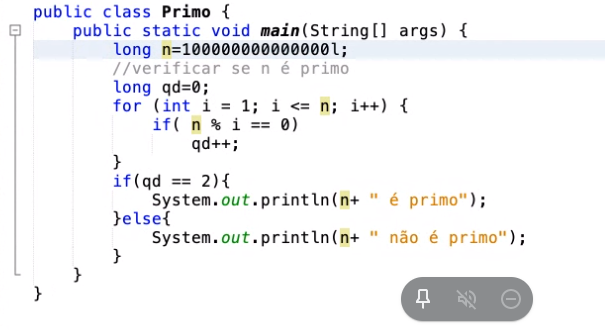 public class Primo {
public static void main(String[] args) {
long n=100000000000000l;
//verificar se n é primo
long qd=0;
for (int i = 1; i <= n; i++) {
if( n % i == 0)
qd++;
}
if(qd == 2){
System.out.println(n+ " é primo");
}else{
System.out.println(n+ " não é primo");
}
}
}